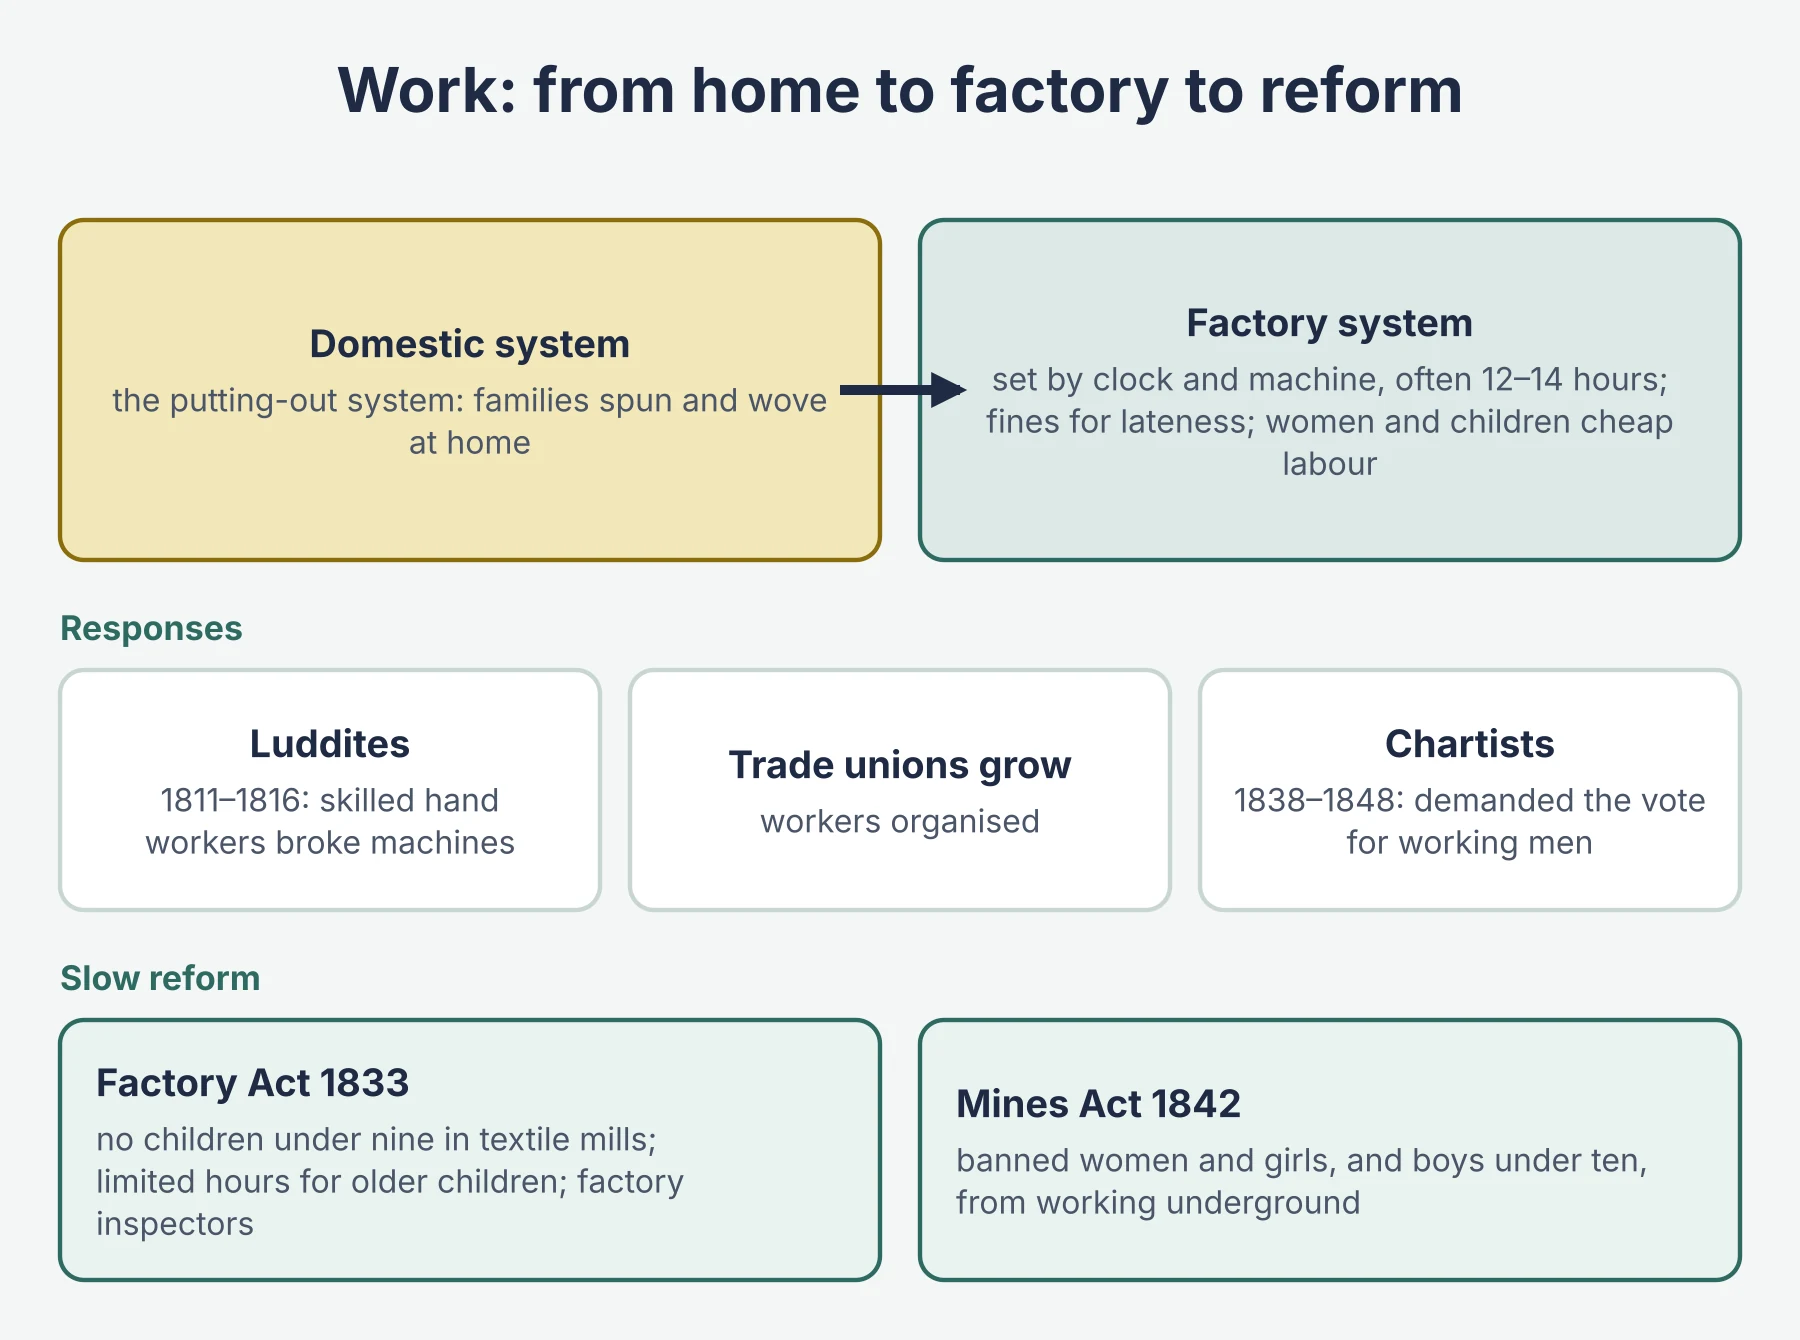 Work: from home to factory to reform
Domestic system
the putting-out system: families spun and wove
at home
Factory system
set by clock and machine, often 12–14 hours;
fines for lateness; women and children cheap
labour
Responses
Luddites
1811–1816: skilled hand
workers broke machines
Trade unions grow
workers organised
Chartists
1838–1848: demanded the vote
for working men
Slow reform
Factory Act 1833
no children under nine in textile mills;
limited hours for older children; factory
inspectors
Mines Act 1842
banned women and girls, and boys under ten,
from working underground